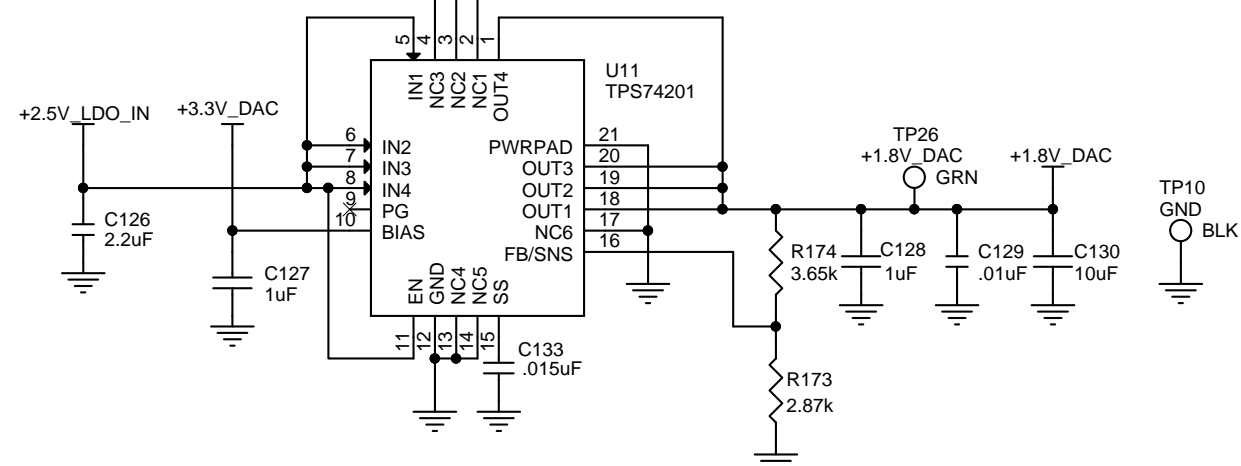 5
4
3
2
1
U11
TPS74201
IN1
NC3
NC2
NC1
OUT4
+2.5V_LDO_IN
+3.3V_DAC
6
IN2
7
IN3
8
IN4
9
PG
10
BIAS
PWRPAD
21
OUT3
20
OUT2
19
OUT1
18
NC6
17
FB/SNS
16
TP26
+1.8V_DAC
GRN
+1.8V_DAC
TP10
GND
BLK
C126
2.2uF
C127
1uF
R174
3.65k
C128
1uF
C129
.01uF
C130
10uF
EN
GND
NC4
NC5
SS
11
12
13
14
15
C133
.015uF
R173
2.87k